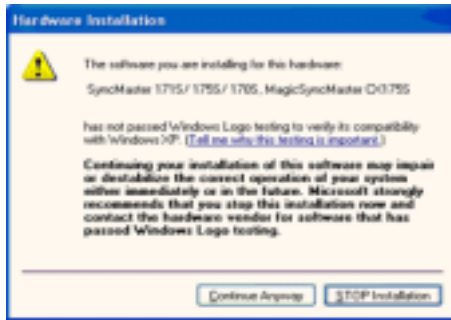 Hardware Installation
The software you are installing for this hardware:
SyncMaster 171S/ 175S/ 170S, MagicSyncMaster CX175S
has not passed Windows Logo testing to verify its compatibility
with Windows XP. (Tell me why this testing is important.)
Continuing your installation of this software may impair
or destabilize the correct operation of your system
either immediately or in the future. Microsoft strongly
recommends that you stop this installation now and
contact the hardware vendor for software that has
passed Windows Logo testing.
Continue Anyway
STOP Installation